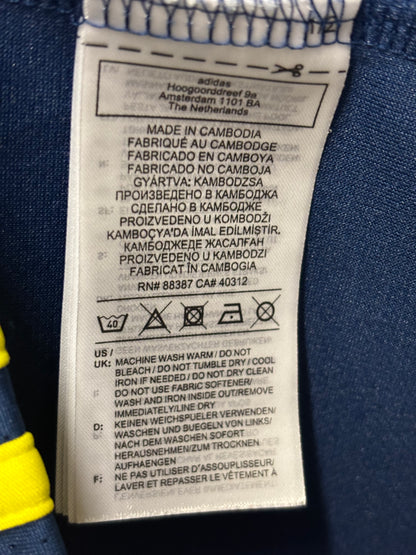 adidas
Hoogoorddreef 9a
Amsterdam 1101 BA
The Netherlands
MADE IN CAMBODIA
FABRIQUÉ AU CAMBODGE
FABRICADO EN CAMBOYA
FABRICADO NO CAMBOJA
GYÁRTVA: KAMBODZSA
ПРОИЗВЕДЕНО В КАМБОДЖА
СДЕЛАНО В КАМБОДЖЕ
PROIZVEDENO U KOMBODŽI
KAMBOÇYA'DA İMAL EDİLMİŞTİR.
КАМБОДЖЕДЕ ЖАСАЛҒАН
PROIZVEDENO U KAMBODZI
FABRICAT ÎN CAMBOGIA
RN# 88387 CA# 40312
40
US /
UK: MACHINE WASH WARM / DO NOT
BLEACH / DO NOT TUMBLE DRY / COOL
IRON IF NEEDED / DO NOT DRY CLEAN
DO NOT USE FABRIC SOFTENER/
WASH AND IRON INSIDE OUT/REMOVE
IMMEDIATELY/LINE DRY
D: KEINEN WEICHSPUELER VERWENDEN/
WASCHEN UND BUEGELN VON LINKS/
NACH DEM WASCHEN SOFORT
HERAUSNEHMEN/ZUM TROCKNEN
AUFHAENGEN
F: NE PAS UTILISER D'ASSOUPLISSEUR/
LAVER ET REPASSER LE VÊTEMENT À